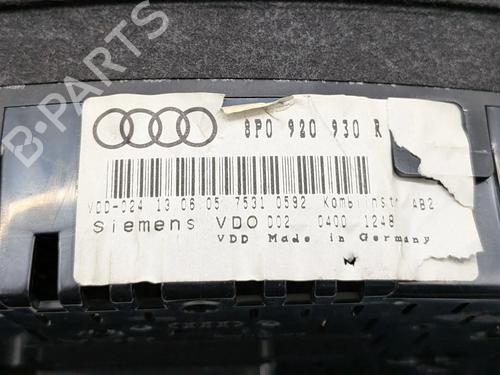 B-PARTS
8P0 920 930 R
VDD-024 13 06 05 7531 0592 Kombiinstr. AB2
Siemens VDO 002 0400 1248
VDD Made in Germany